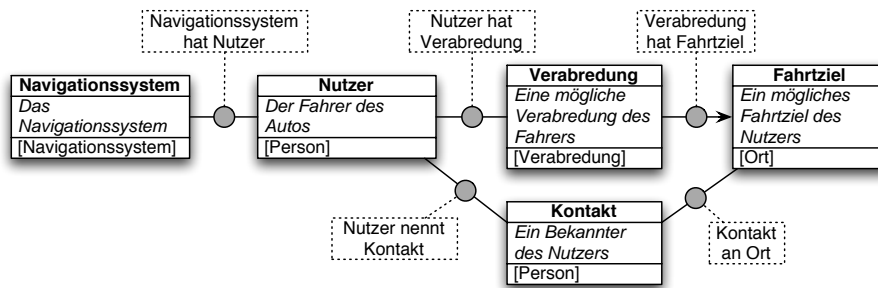 Navigationssystem
hat Nutzer
Nutzer hat
Verabredung
Verabredung
hat Fahrtziel
Navigationssystem
Das
Navigationssystem
[Navigationssystem]
Nutzer
Der Fahrer des
Autos
[Person]
Verabredung
Eine mögliche
Verabredung des
Fahrers
[Verabredung]
Fahrtziel
Ein mögliches
Fahrtziel des
Nutzers
[Ort]
Nutzer nennt
Kontakt
Kontakt
Ein Bekannter
des Nutzers
[Person]
Kontakt
an Ort